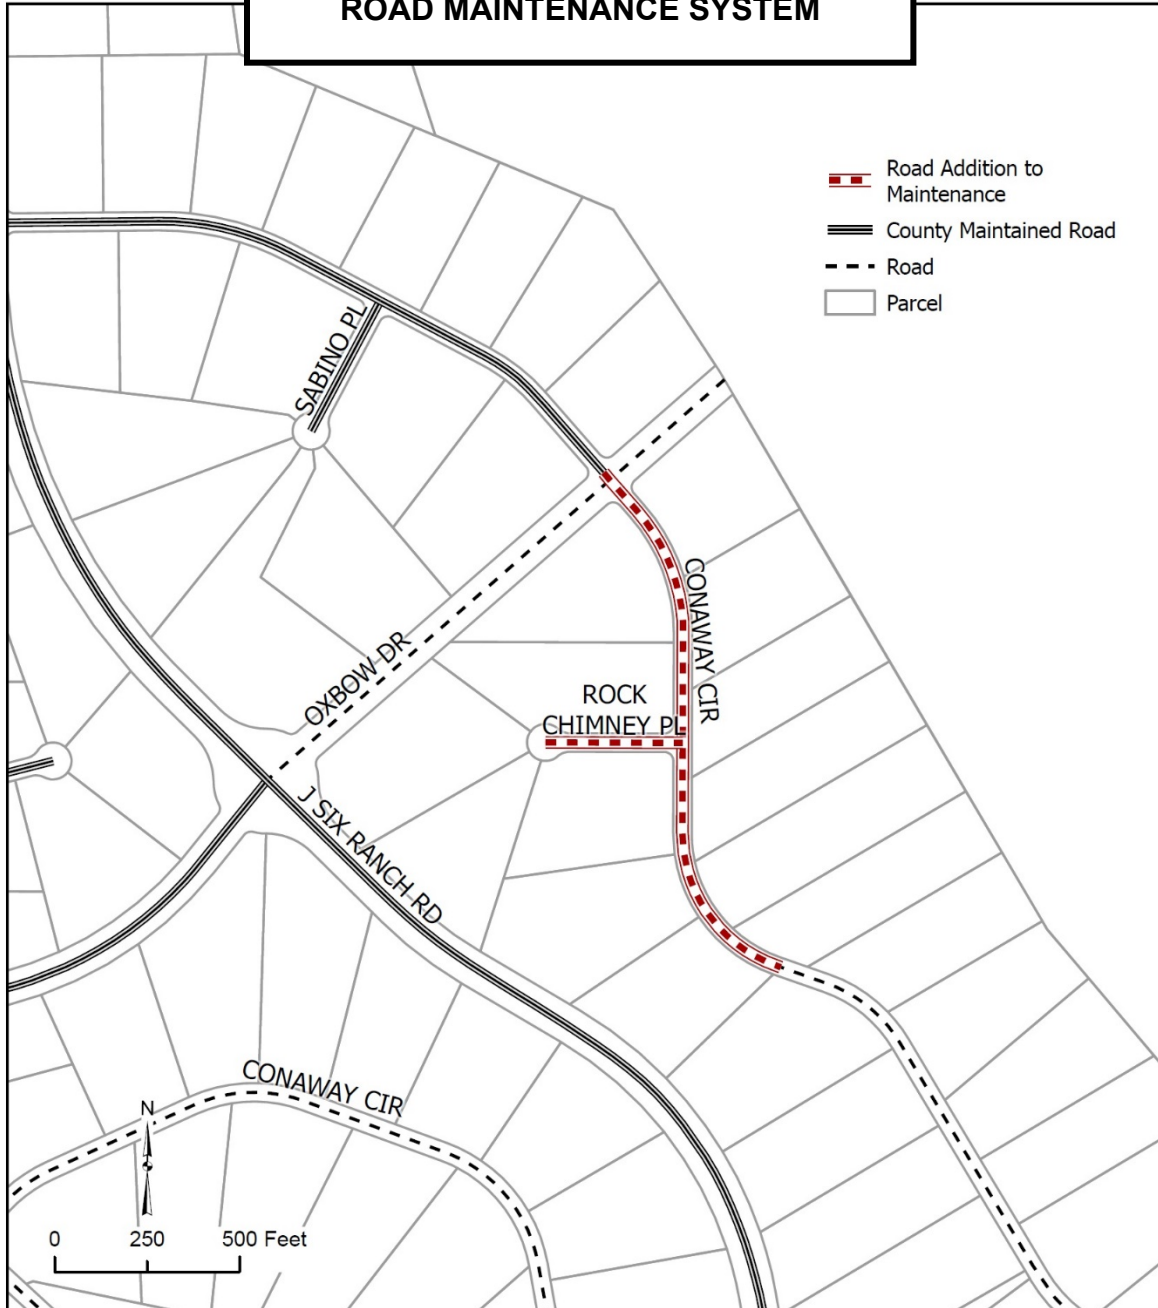 ROAD MAINTENANCE SYSTEM
Road Addition to
Maintenance
County Maintained Road
Road
Parcel
SABINO PL
CONAWAY CIR
OXBOW DR
ROCK
CHIMNEY PL
J SIX RANCH RD
CONAWAY CIR
N
0 250 500 Feet